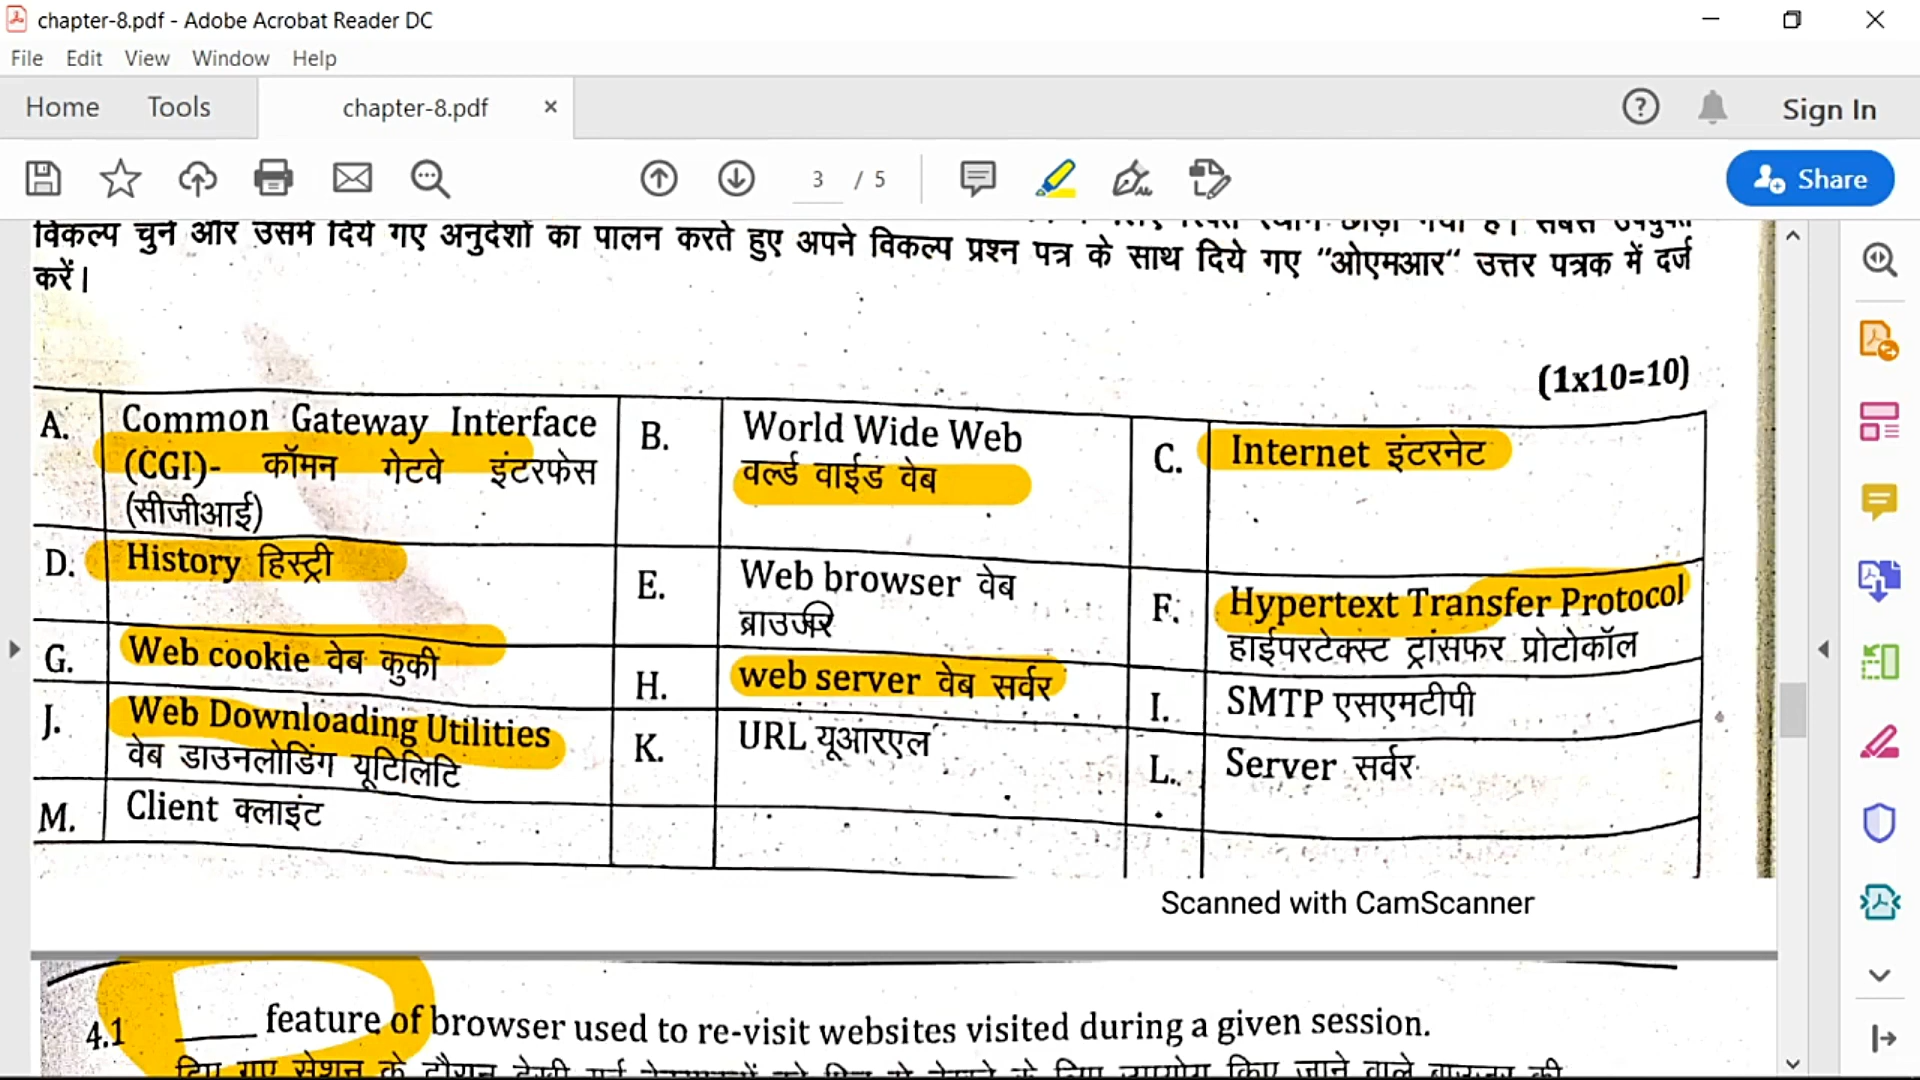 chapter-8.pdf - Adobe Acrobat Reader DC
File Edit View Window Help
Home Tools chapter-8.pdf × Sign In
3 / 5 Share
विकल्प चुनें और उसमें दिये गए अनुदेशों का पालन करते हुए अपने विकल्प प्रश्न पत्र के साथ दिये गए “ओएमआर“ उत्तर पत्रक में दर्ज
करें।
(1x10=10)
A. Common Gateway Interface
(CGI)- कॉमन गेटवे इंटरफेस
(सीजीआई)
B. World Wide Web
वर्ल्ड वाईड वेब
C. Internet इंटरनेट
D. History हिस्ट्री
E. Web browser वेब
ब्राउजर
F. Hypertext Transfer Protocol
हाईपरटेक्स्ट ट्रांसफर प्रोटोकॉल
G. Web cookie वेब कुकी
H. web server वेब सर्वर
I. SMTP एसएमटीपी
J. Web Downloading Utilities
वेब डाउनलोडिंग यूटिलिटि
K. URL यूआरएल
L. Server सर्वर
M. Client क्लाइंट
Scanned with CamScanner
4.1 ____ feature of browser used to re-visit websites visited during a given session.
दिए गए सेशन के दौरान